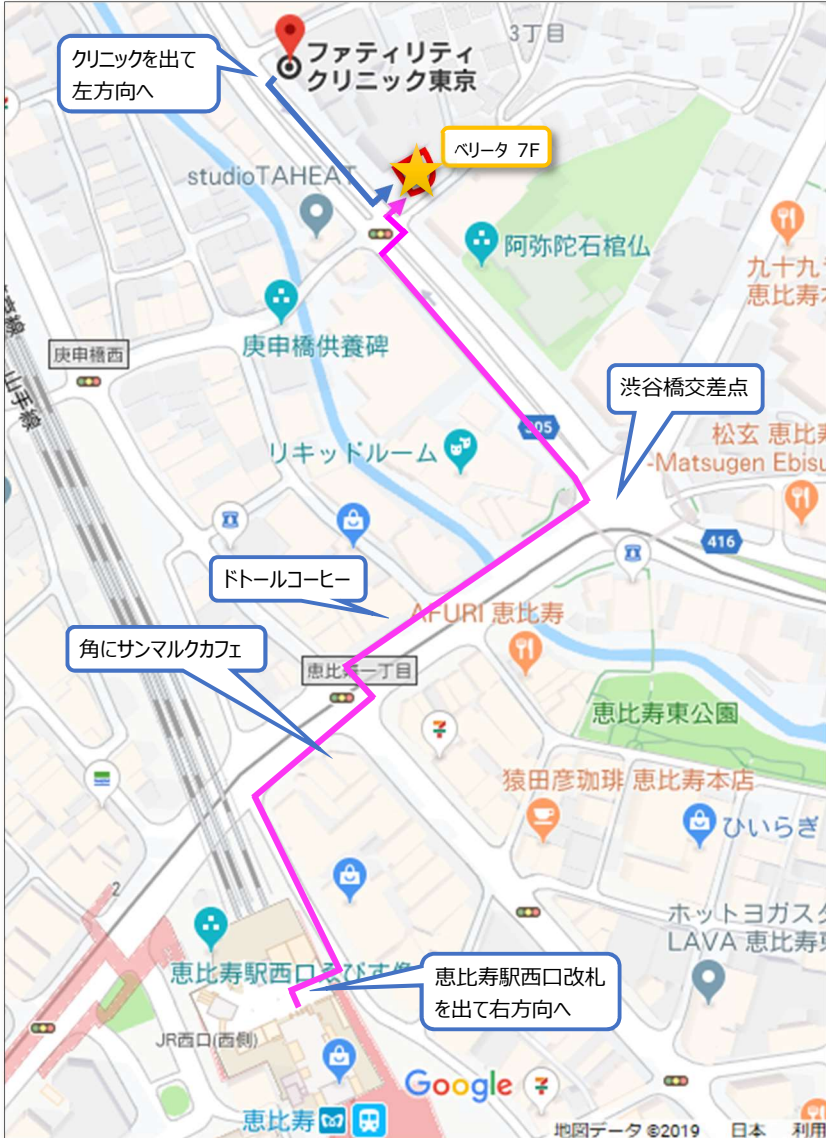 3丁目
ファティリティ
クリニック東京
クリニックを出て
左方向へ
ベリータ 7F
studioTAHEAT
阿弥陀石棺仏
九十九
恵比寿
庚申橋供養碑
庚申橋西
山手線
渋谷橋交差点
305
リキッドルーム
松玄 恵比寿
-Matsugen Ebisu
416
ドトールコーヒー
AFURI 恵比寿
角にサンマルクカフェ
恵比寿一丁目
恵比寿東公園
猿田彦珈琲 恵比寿本店
ひいらぎ
2
ホットヨガスタ
LAVA 恵比寿東
恵比寿駅西口ゑびす像
恵比寿駅西口改札
を出て右方向へ
JR西口(西側)
Google
恵比寿
地図データ ©2019 日本 利用